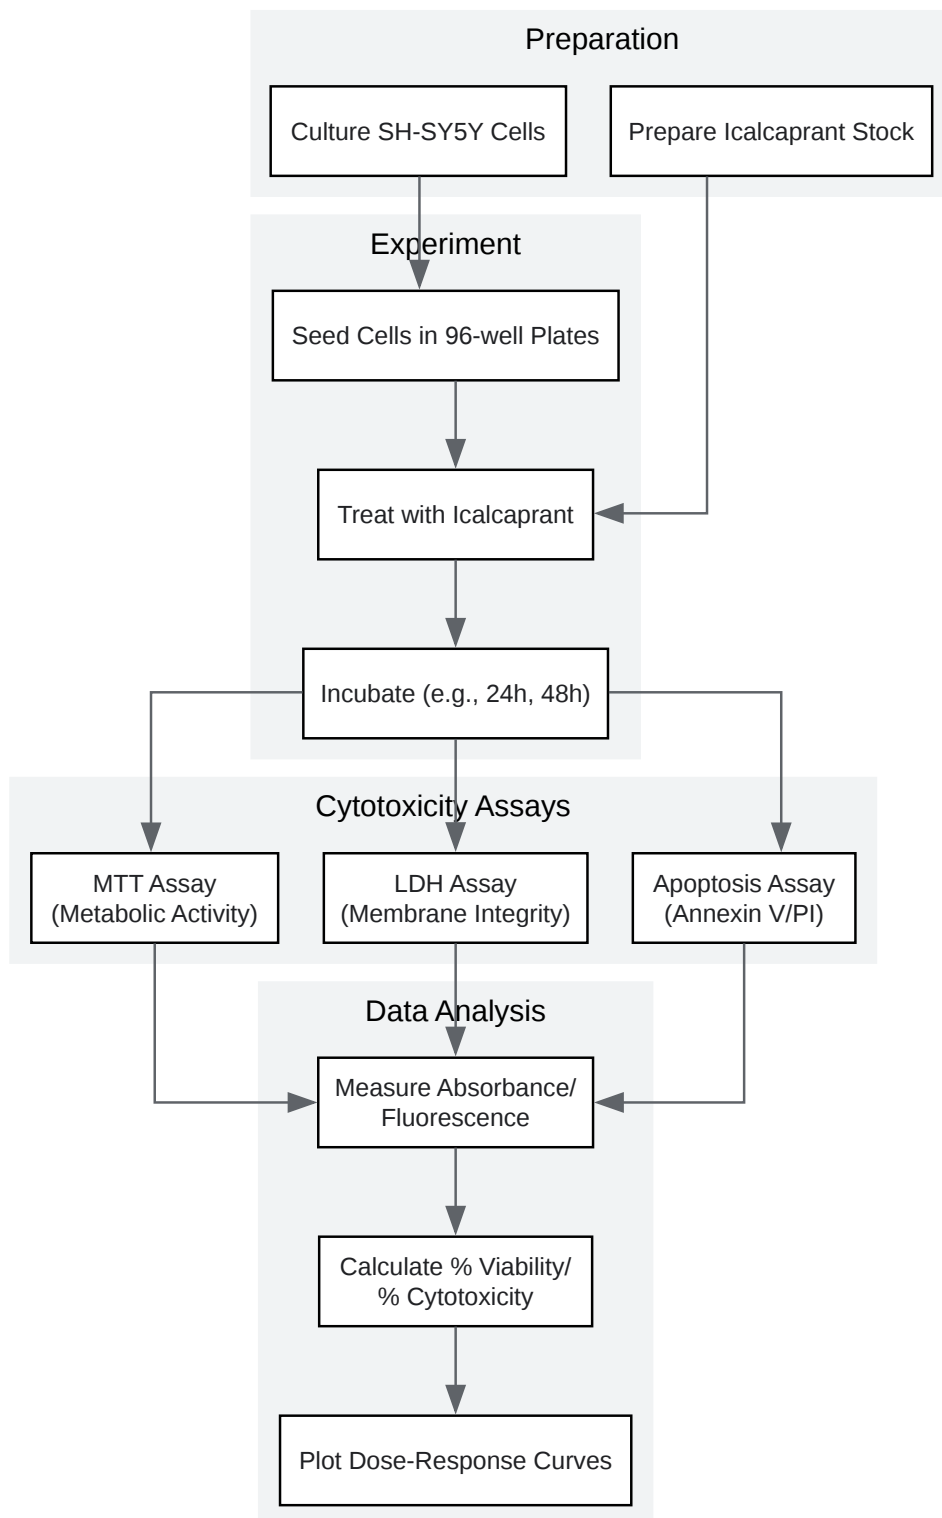 Preparation
Culture SH-SY5Y Cells
Prepare Icalcaprant Stock
Experiment
Seed Cells in 96-well Plates
Treat with Icalcaprant
Incubate (e.g., 24h, 48h)
Cytotoxicity Assays
MTT Assay
(Metabolic Activity)
LDH Assay
(Membrane Integrity)
Apoptosis Assay
(Annexin V/PI)
Data Analysis
Measure Absorbance/
Fluorescence
Calculate % Viability/
% Cytotoxicity
Plot Dose-Response Curves